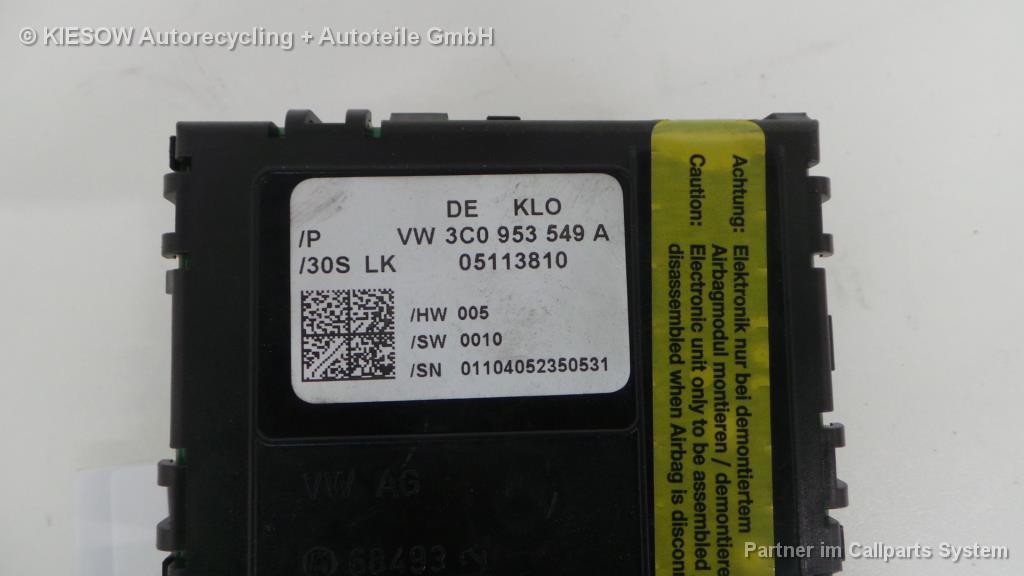 © KIESOW Autorecycling + Autoteile GmbH
DE KLO
/P VW 3C0 953 549 A
/30S LK 05113810
/HW 005
/SW 0010
/SN 01104052350531
VW AG
68493
Achtung: Elektronik nur bei demontiertem
Airbagmodul montieren / demontiere
Caution: Electronic unit only to be assembled
disassembled when Airbag is disconn
Partner im Callparts System